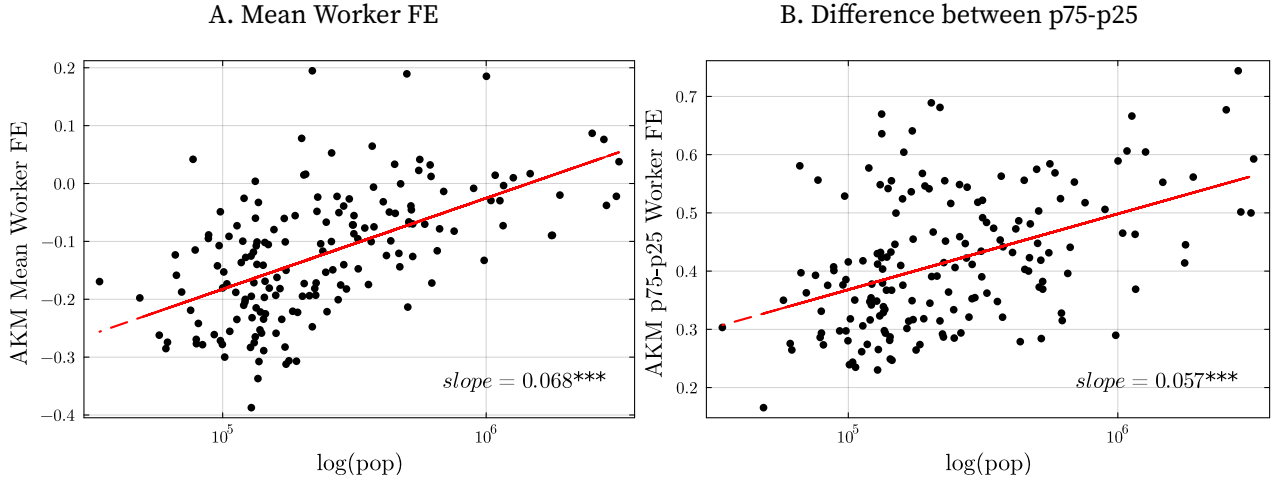 A. Mean Worker FE
AKM Mean Worker FE
0.2
0.1
0.0
−0.1
−0.2
−0.3
−0.4
slope = 0.068***
10^5
10^6
log(pop)
B. Difference between p75-p25
AKM p75-p25 Worker FE
0.7
0.6
0.5
0.4
0.3
0.2
slope = 0.057***
10^5
10^6
log(pop)